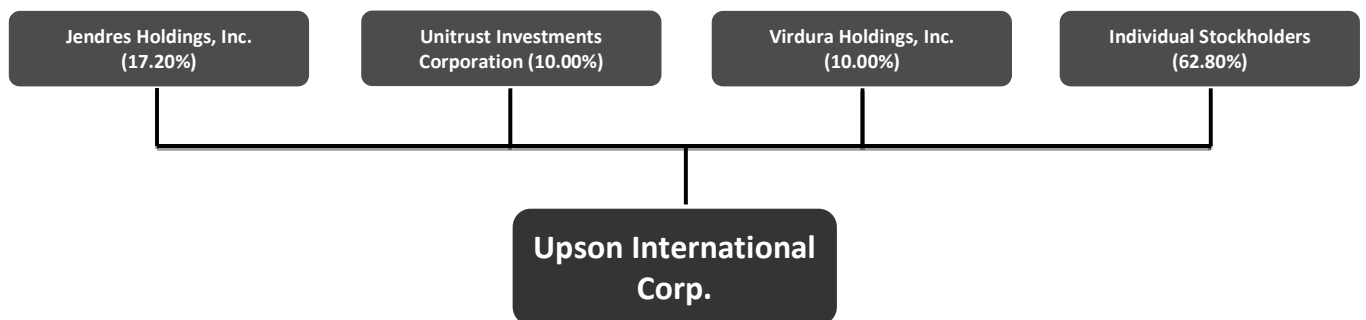 Jendres Holdings, Inc.
(17.20%)
Unitrust Investments
Corporation (10.00%)
Virdura Holdings, Inc.
(10.00%)
Individual Stockholders
(62.80%)
Upson International
Corp.